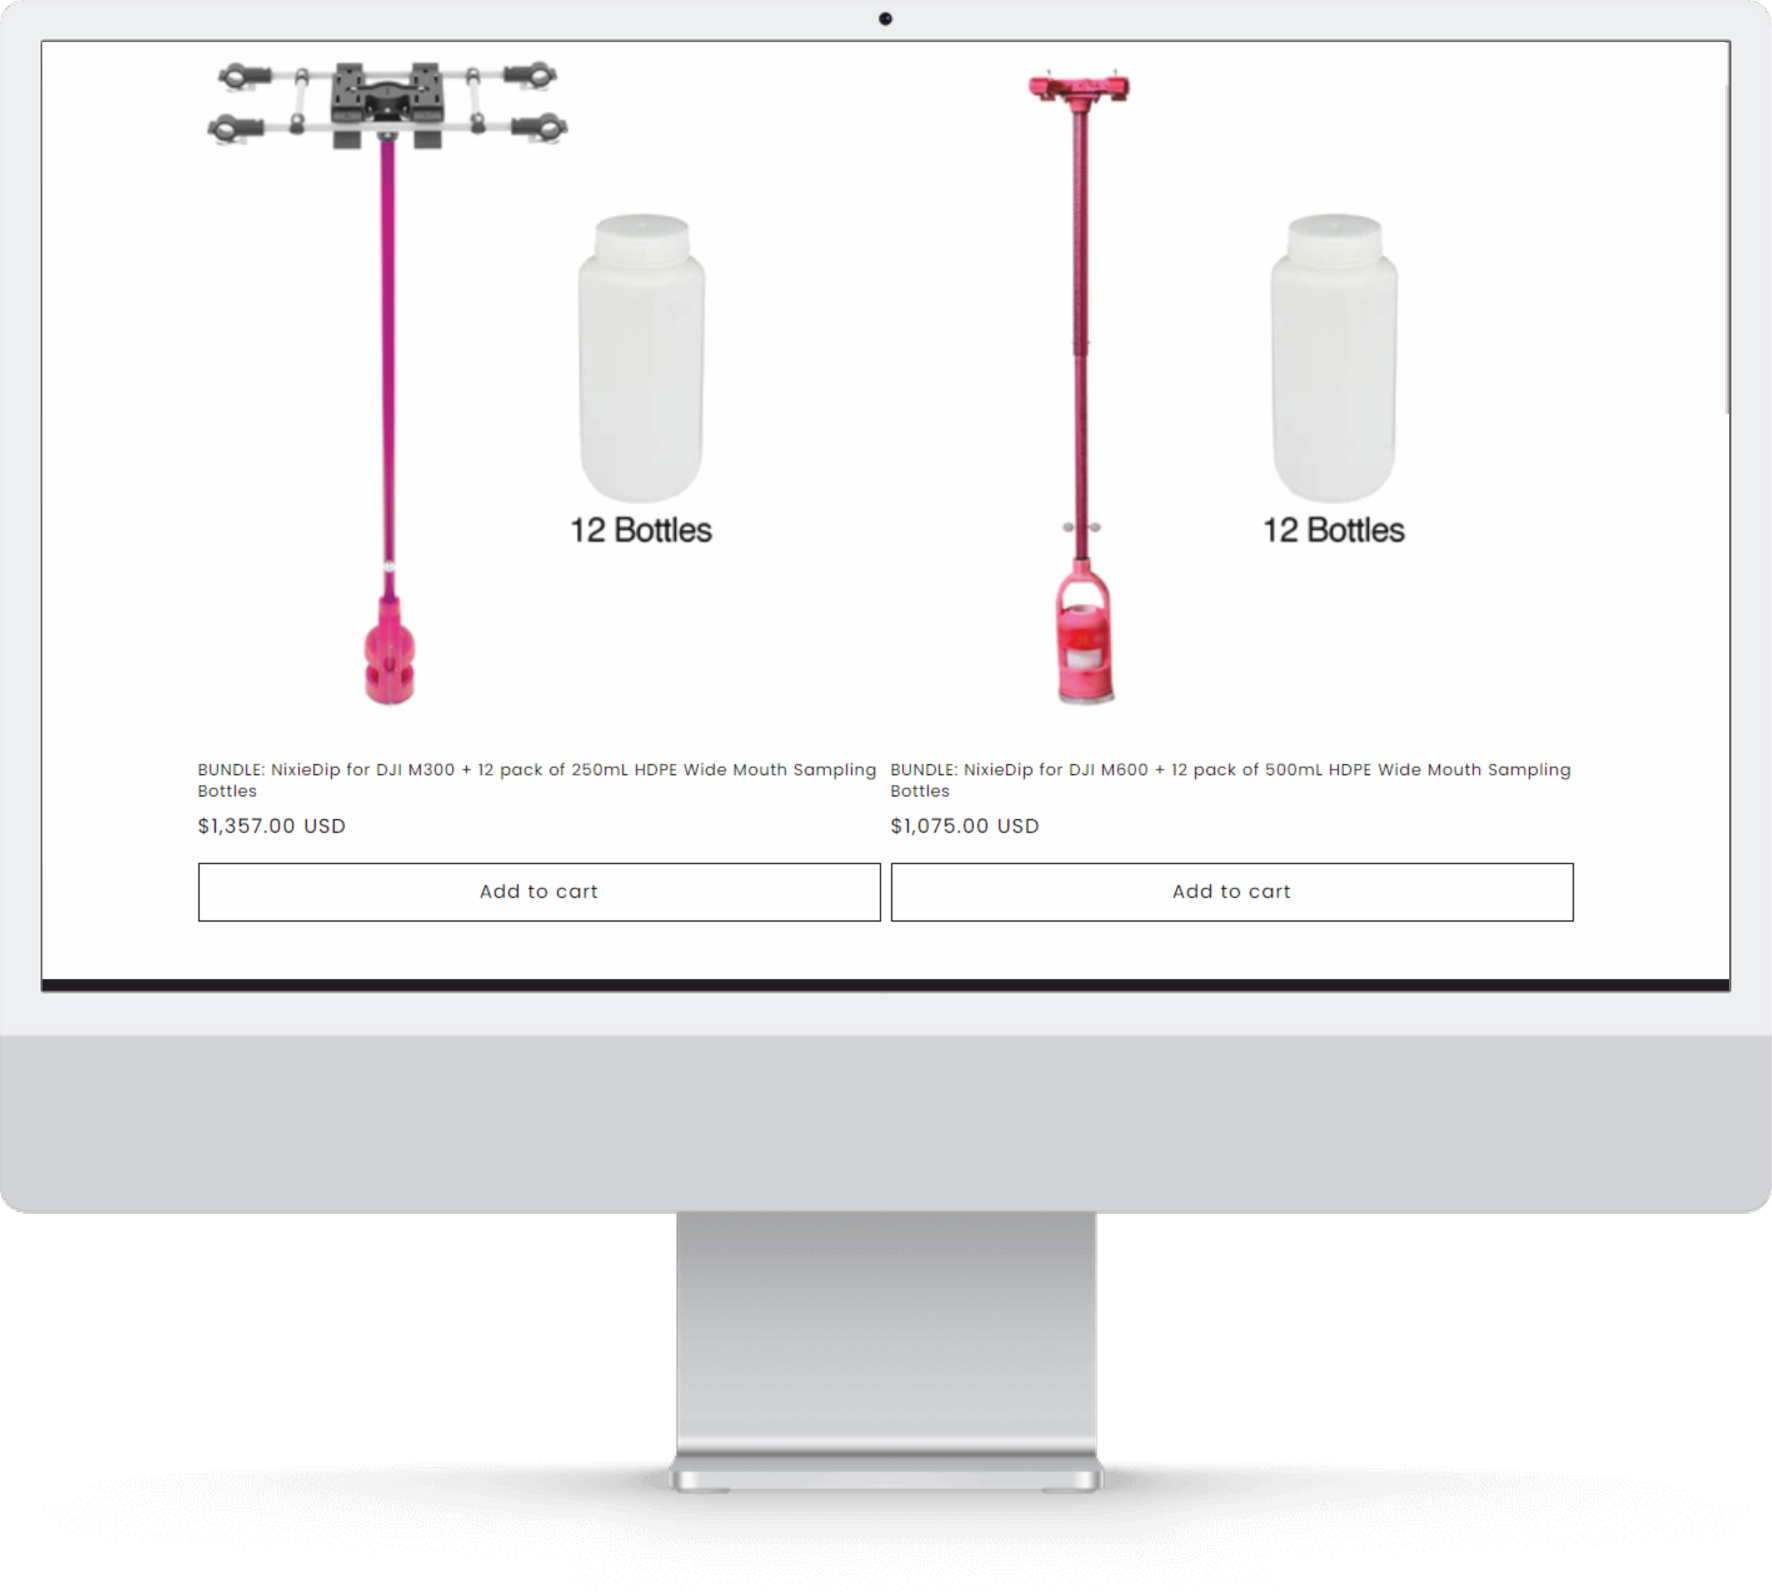 12 Bottles
12 Bottles
BUNDLE: NixieDip for DJI M300 + 12 pack of 250mL HDPE Wide Mouth Sampling
Bottles
$1,357.00 USD
Add to cart
BUNDLE: NixieDip for DJI M600 + 12 pack of 500mL HDPE Wide Mouth Sampling
Bottles
$1,075.00 USD
Add to cart